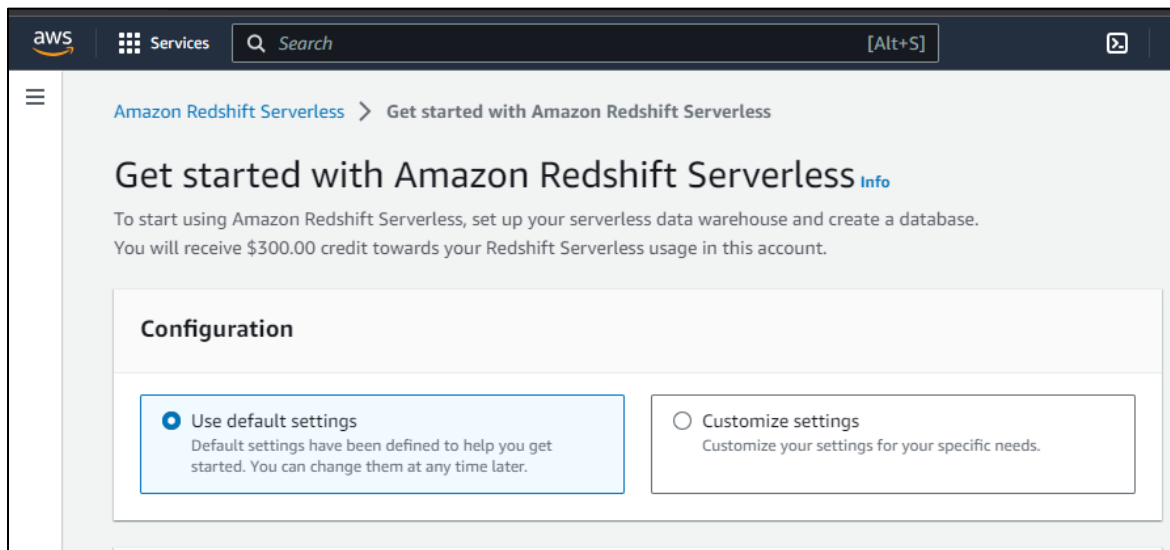 aws Services Search [Alt+S]
Amazon Redshift Serverless > Get started with Amazon Redshift Serverless
Get started with Amazon Redshift Serverless Info
To start using Amazon Redshift Serverless, set up your serverless data warehouse and create a database.
You will receive $300.00 credit towards your Redshift Serverless usage in this account.
Configuration
Use default settings
Default settings have been defined to help you get
started. You can change them at any time later.
Customize settings
Customize your settings for your specific needs.